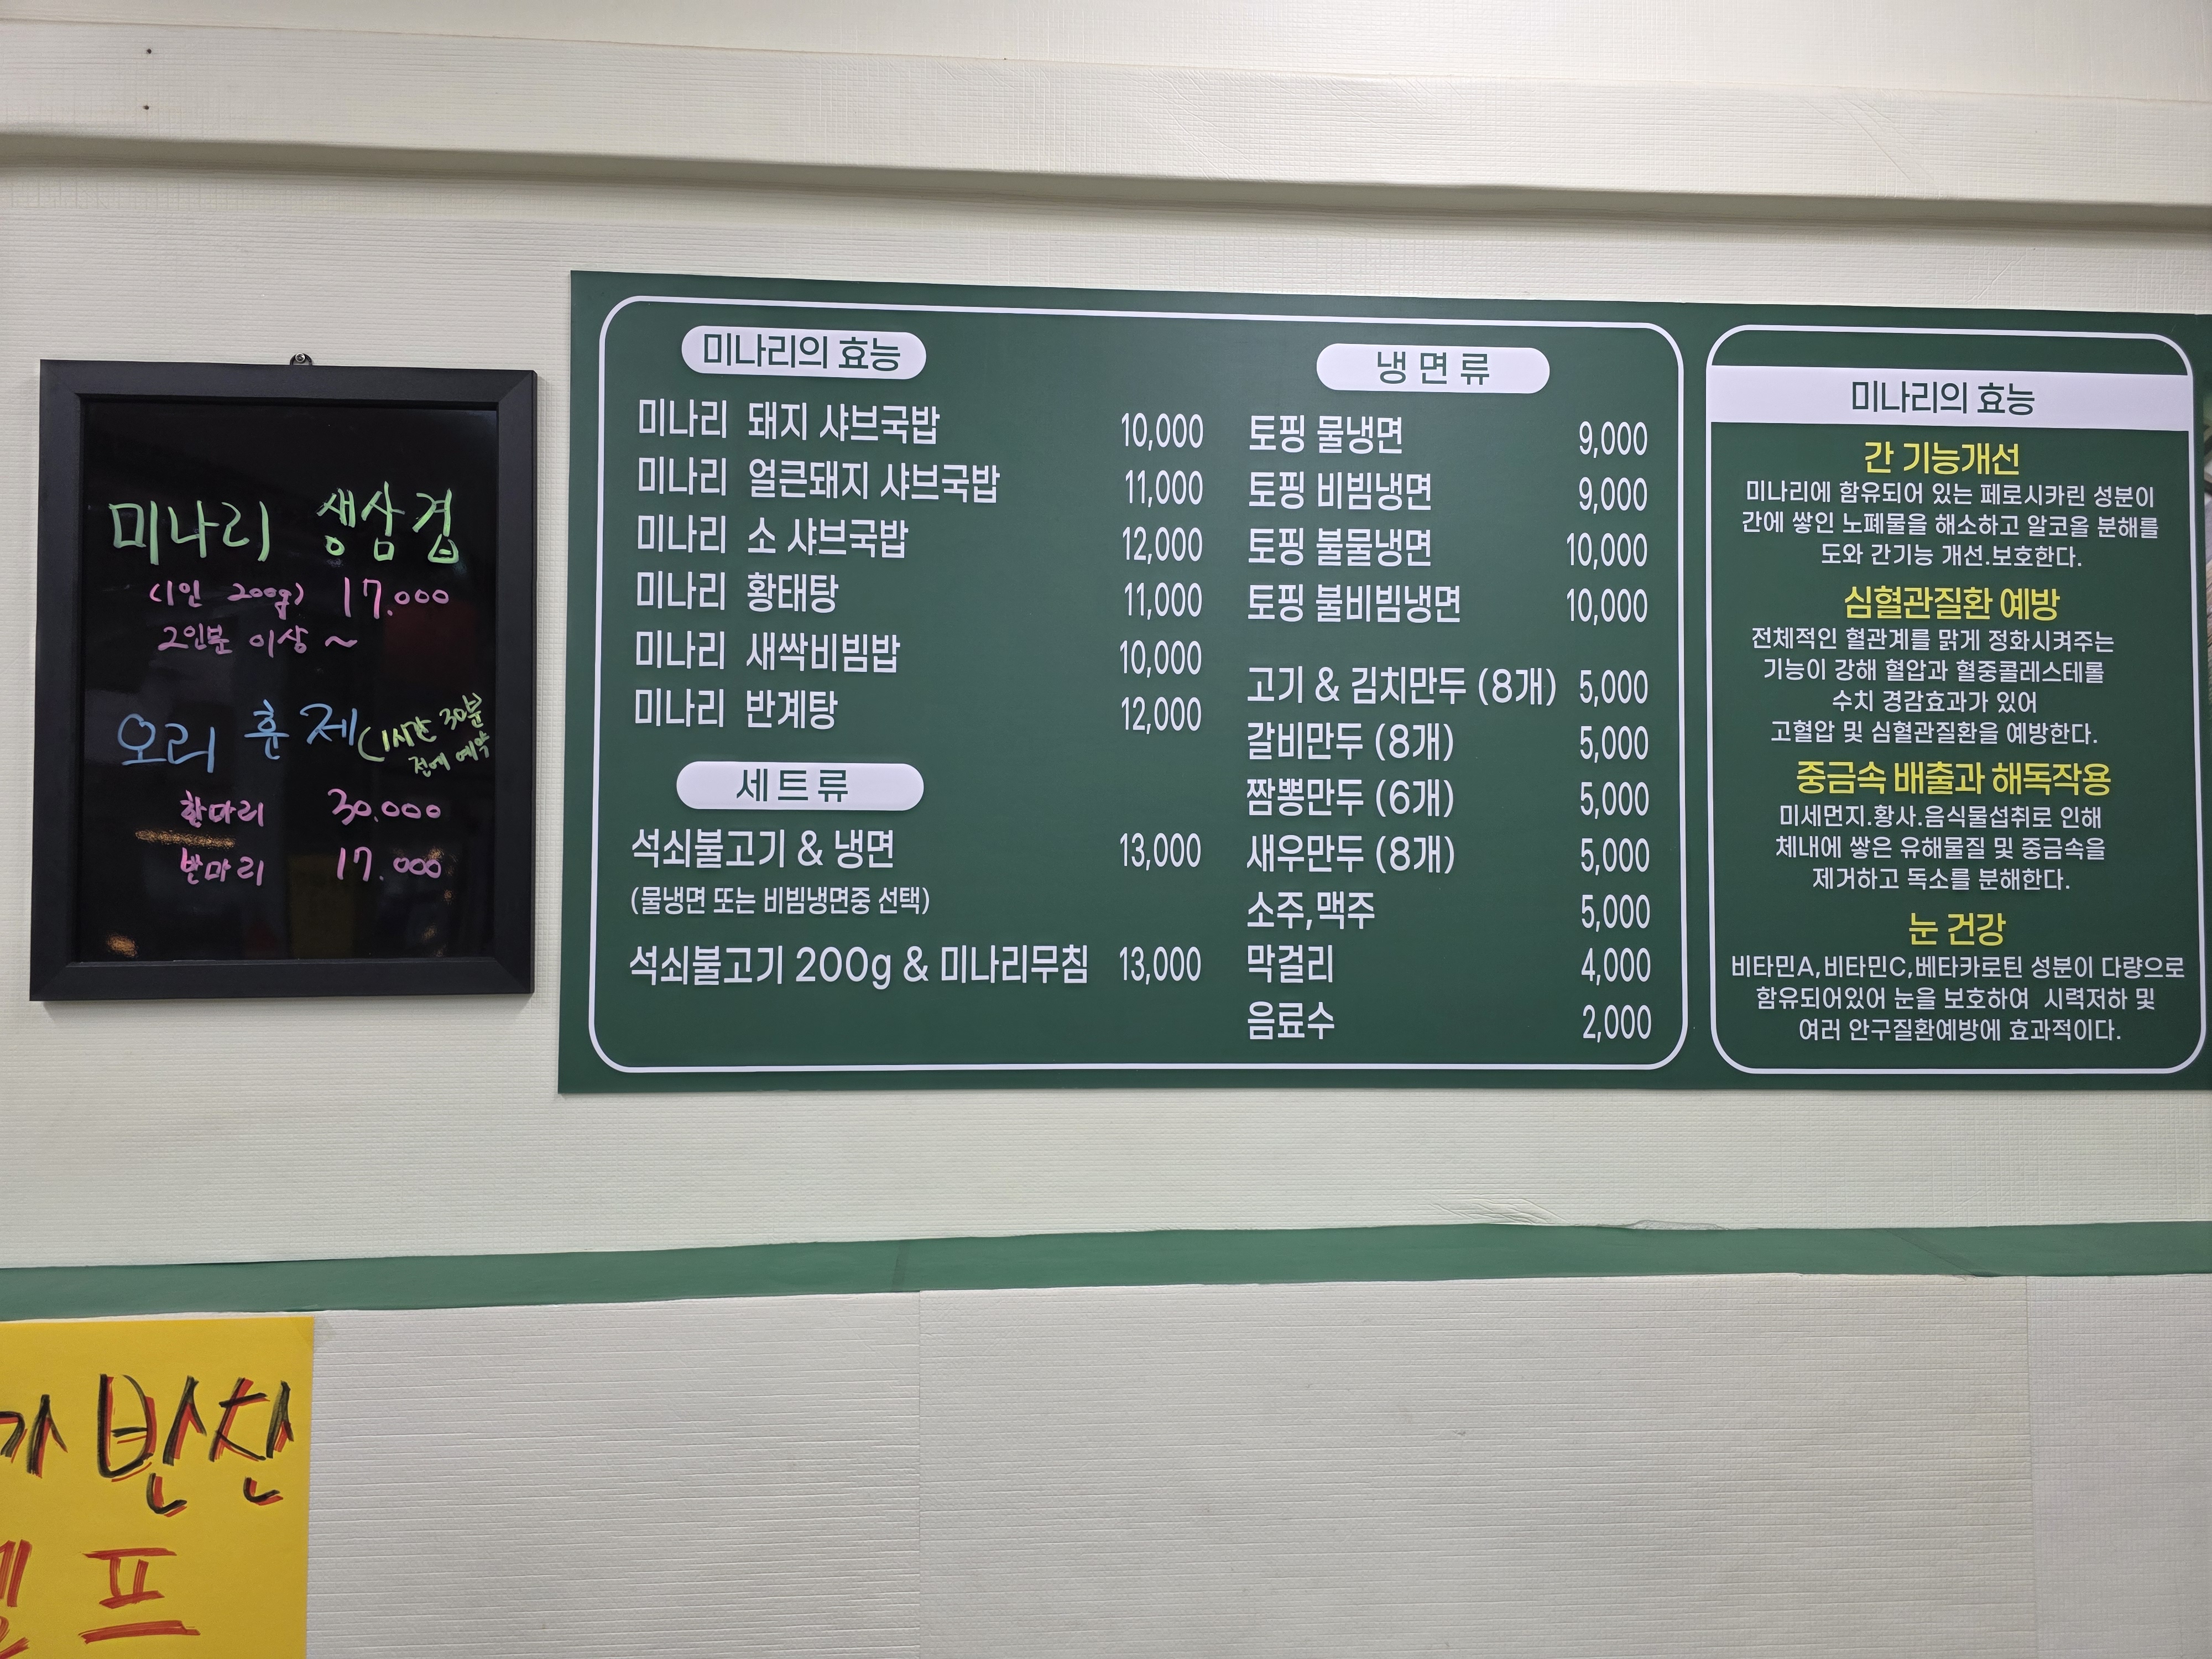 미나리 생삼겹
(1인 200g) 17.000
2인분 이상 ~
오리 훈제 (1시간 30분
전에 예약
한마리 30.000
반마리 17.000
미나리의 효능
미나리 돼지 샤브국밥 10,000
미나리 얼큰돼지 샤브국밥 11,000
미나리 소 샤브국밥 12,000
미나리 황태탕 11,000
미나리 새싹비빔밥 10,000
미나리 반계탕 12,000
세트류
석쇠불고기 & 냉면 13,000
(물냉면 또는 비빔냉면중 선택)
석쇠불고기 200g & 미나리무침 13,000
냉면류
토핑 물냉면 9,000
토핑 비빔냉면 9,000
토핑 불물냉면 10,000
토핑 불비빔냉면 10,000
고기 & 김치만두 (8개) 5,000
갈비만두 (8개) 5,000
짬뽕만두 (6개) 5,000
새우만두 (8개) 5,000
소주,맥주 5,000
막걸리 4,000
음료수 2,000
미나리의 효능
간 기능개선
미나리에 함유되어 있는 페로시카린 성분이
간에 쌓인 노폐물을 해소하고 알코올 분해를
도와 간기능 개선.보호한다.
심혈관질환 예방
전체적인 혈관계를 맑게 정화시켜주는
기능이 강해 혈압과 혈중콜레스테롤
수치 경감효과가 있어
고혈압 및 심혈관질환을 예방한다.
중금속 배출과 해독작용
미세먼지.황사.음식물섭취로 인해
체내에 쌓은 유해물질 및 중금속을
제거하고 독소를 분해한다.
눈 건강
비타민A,비타민C,베타카로틴 성분이 다량으로
함유되어있어 눈을 보호하여 시력저하 및
여러 안구질환예방에 효과적이다.
반찬
프